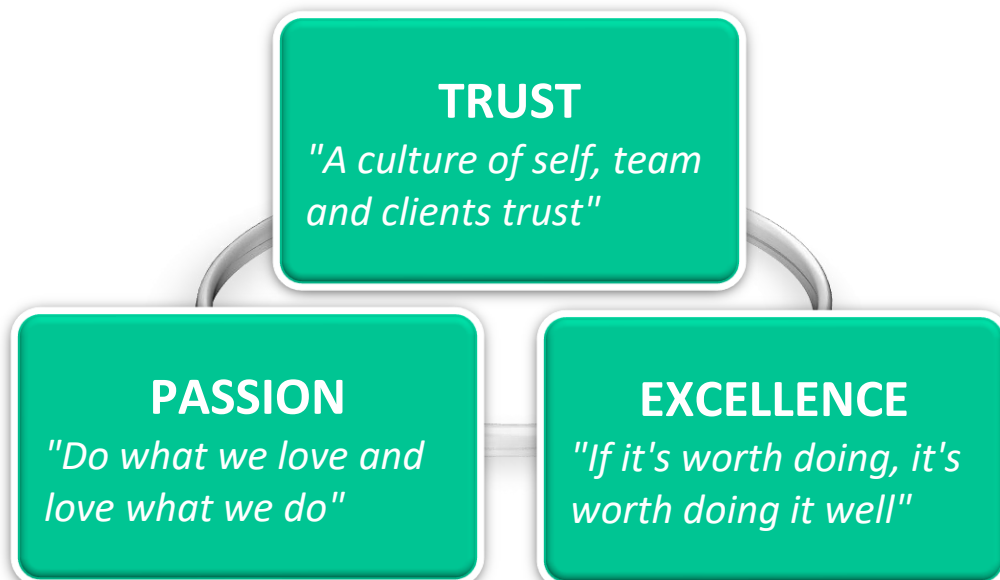 TRUST
"A culture of self, team
and clients trust"
PASSION
"Do what we love and
love what we do"
EXCELLENCE
"If it's worth doing, it's
worth doing it well"